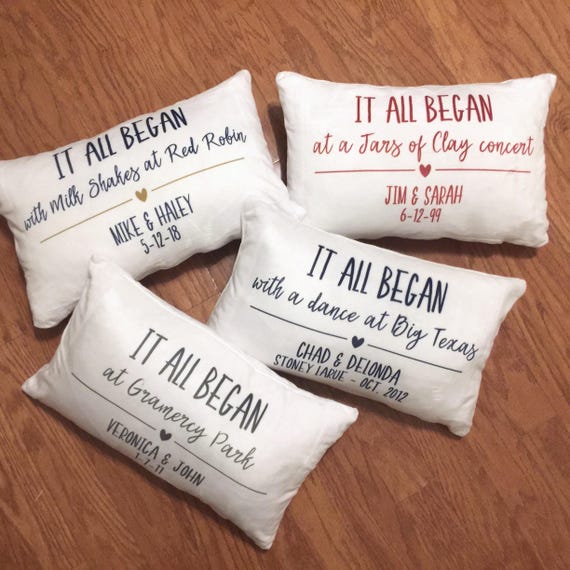 IT ALL BEGAN
with Milk Shakes at Red Robin
MIKE & HALEY
5-12-18
IT ALL BEGAN
at a Jars of Clay concert
JIM & SARAH
6-12-99
IT ALL BEGAN
with a dance at Big Texas
CHAD & DELONDA
STONEY LARUE - OCT. 2012
IT ALL BEGAN
at Gramercy Park
VERONICA & JOHN
1-7-11